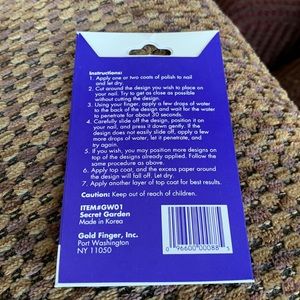 Instructions:
1. Apply one or two coats of polish to nail and
let dry.
2. Cut around the design you wish to place on
your nail. Try to get as close as possible
without cutting the design.
3. Using your finger, apply a few drops of water
to the back of the design and wait for the water
to penetrate for about 30 seconds.
4. Carefully slide off the design, position it on
your nail, and press it down gently. If the
design does not easily slide off, apply a few
more drops of water, let it penetrate, and
try again.
5. If you wish, you may position more designs on
top of the designs already applied. Follow the
same procedure as above.
6. Apply top coat, and the excess paper around
the design will fall off. Let dry.
7. Apply another layer of top coat for best results.
Caution: Keep out of reach of children.
ITEM#GW01
Secret Garden
Made in Korea
Gold Finger, Inc.
Port Washington
NY 11050
0 96600 00088 5